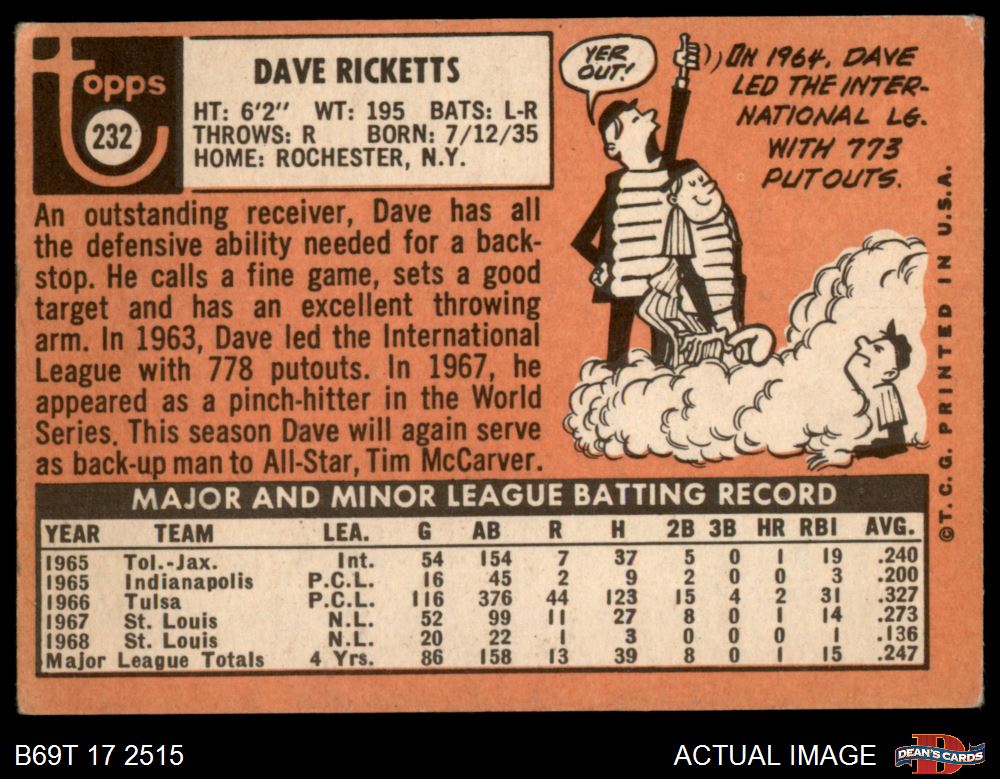 Topps
232
DAVE RICKETTS
HT: 6'2" WT: 195 BATS: L-R
THROWS: R BORN: 7/12/35
HOME: ROCHESTER, N.Y.
YER
OUT!
IN 1964, DAVE
LED THE INTER-
NATIONAL LG.
WITH 773
PUTOUTS.
An outstanding receiver, Dave has all
the defensive ability needed for a back-
stop. He calls a fine game, sets a good
target and has an excellent throwing
arm. In 1963, Dave led the International
League with 778 putouts. In 1967, he
appeared as a pinch-hitter in the World
Series. This season Dave will again serve
as back-up man to All-Star, Tim McCarver.
©T. C. G. PRINTED IN U.S.A.
MAJOR AND MINOR LEAGUE BATTING RECORD
YEAR TEAM LEA. G AB R H 2B 3B HR RBI AVG.
1965 Tol.-Jax. Int. 54 154 7 37 5 0 1 19 .240
1965 Indianapolis P.C.L. 16 45 2 9 2 0 0 3 .200
1966 Tulsa P.C.L. 116 376 44 123 15 4 2 31 .327
1967 St. Louis N.L. 52 99 11 27 8 0 1 14 .273
1968 St. Louis N.L. 20 22 1 3 0 0 0 1 .136
Major League Totals 4 Yrs. 86 158 13 39 8 0 1 15 .247
B69T 17 2515
ACTUAL IMAGE
DEAN'S CARDS